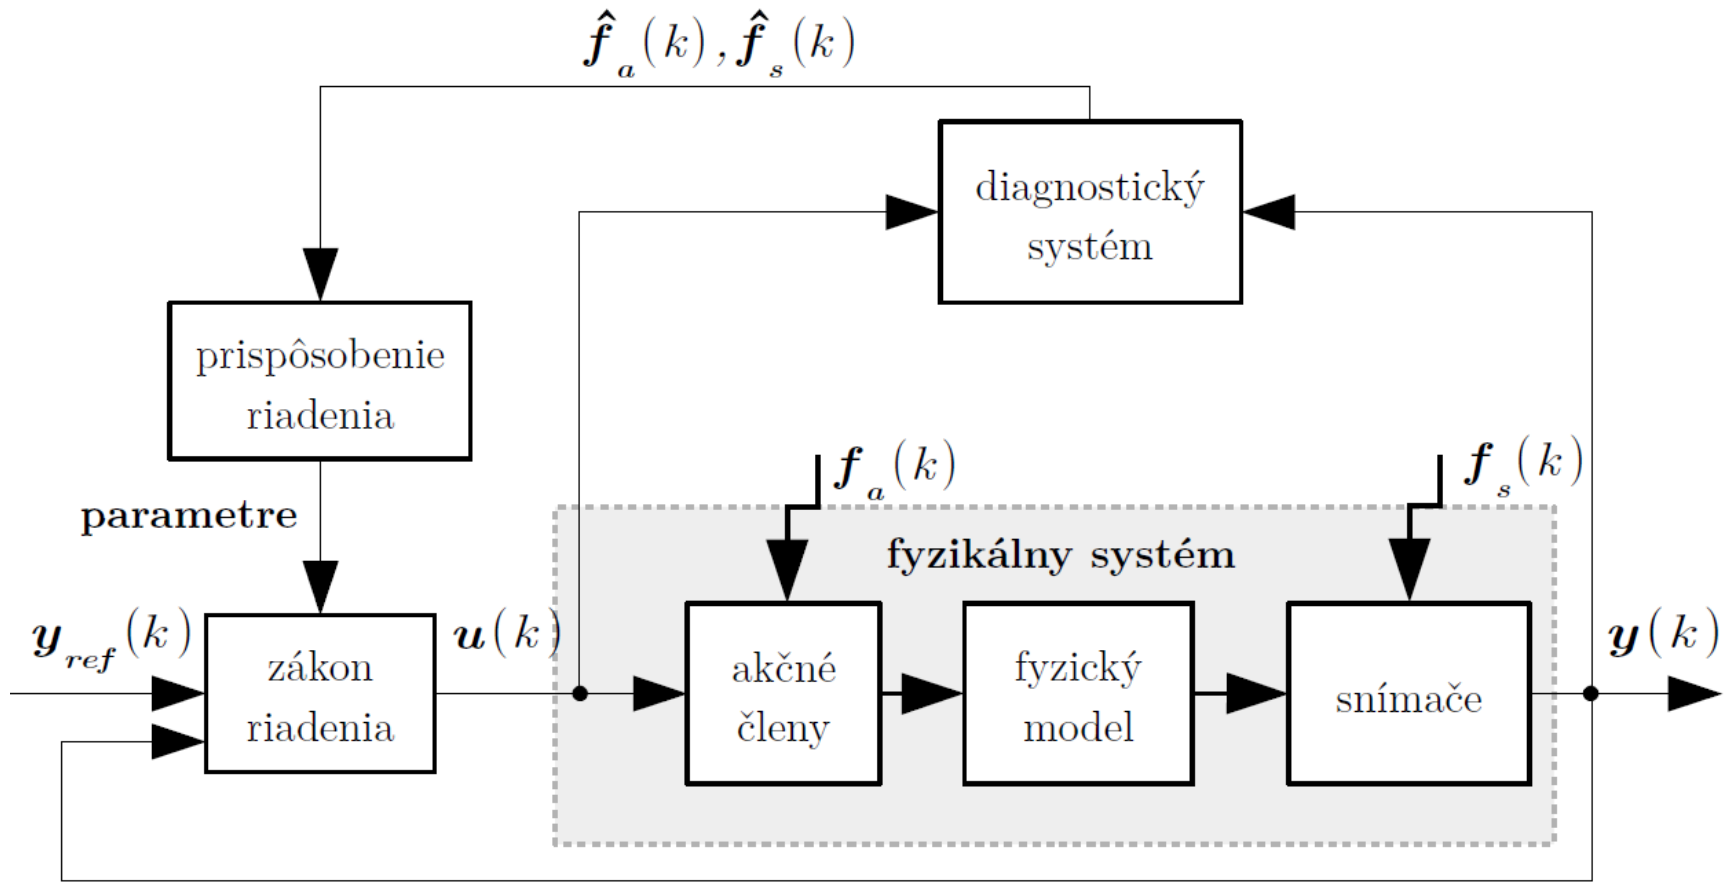 f̂_a(k), f̂_s(k)
diagnostický
systém
prispôsobenie
riadenia
parametre
f_a(k)
f_s(k)
fyzikálny systém
y_ref(k)
zákon
riadenia
u(k)
akčné
členy
fyzický
model
snímače
y(k)